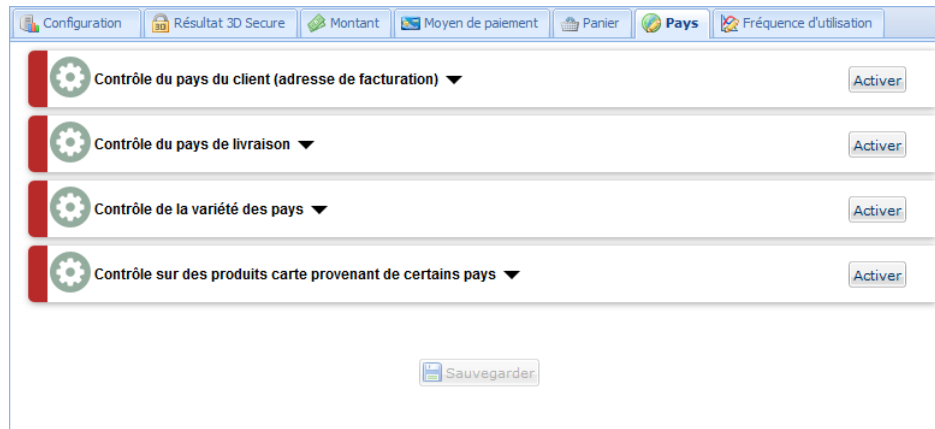 Configuration 3D Résultat 3D Secure Montant Moyen de paiement Panier Pays Fréquence d'utilisation
Contrôle du pays du client (adresse de facturation) Activer
Contrôle du pays de livraison Activer
Contrôle de la variété des pays Activer
Contrôle sur des produits carte provenant de certains pays Activer
Sauvegarder